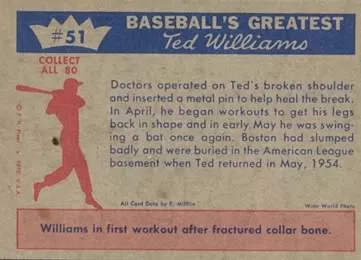 #51
BASEBALL'S GREATEST
Ted Williams
COLLECT
ALL 80
Doctors operated on Ted's broken shoulder
and inserted a metal pin to help heal the break.
In April, he began workouts to get his legs
back in shape and in early May he was swing-
ing a bat once again. Boston had slumped
badly and were buried in the American League
basement when Ted returned in May, 1954.
All Card Data by E. Mifflin
Wide World Photo
Williams in first workout after fractured collar bone.